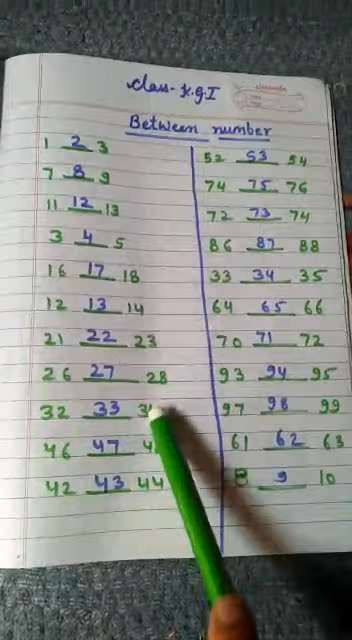 Class - K.g I
Between number
1 2 3
7 8 9
11 12 13
3 4 5
16 17 18
12 13 14
21 22 23
26 27 28
32 33
46 47
42 43 44
52 53 54
74 75 76
72 73 74
86 87 88
33 34 35
64 65 66
70 71 72
93 94 95
97 98 99
61 62 63
8 9 10